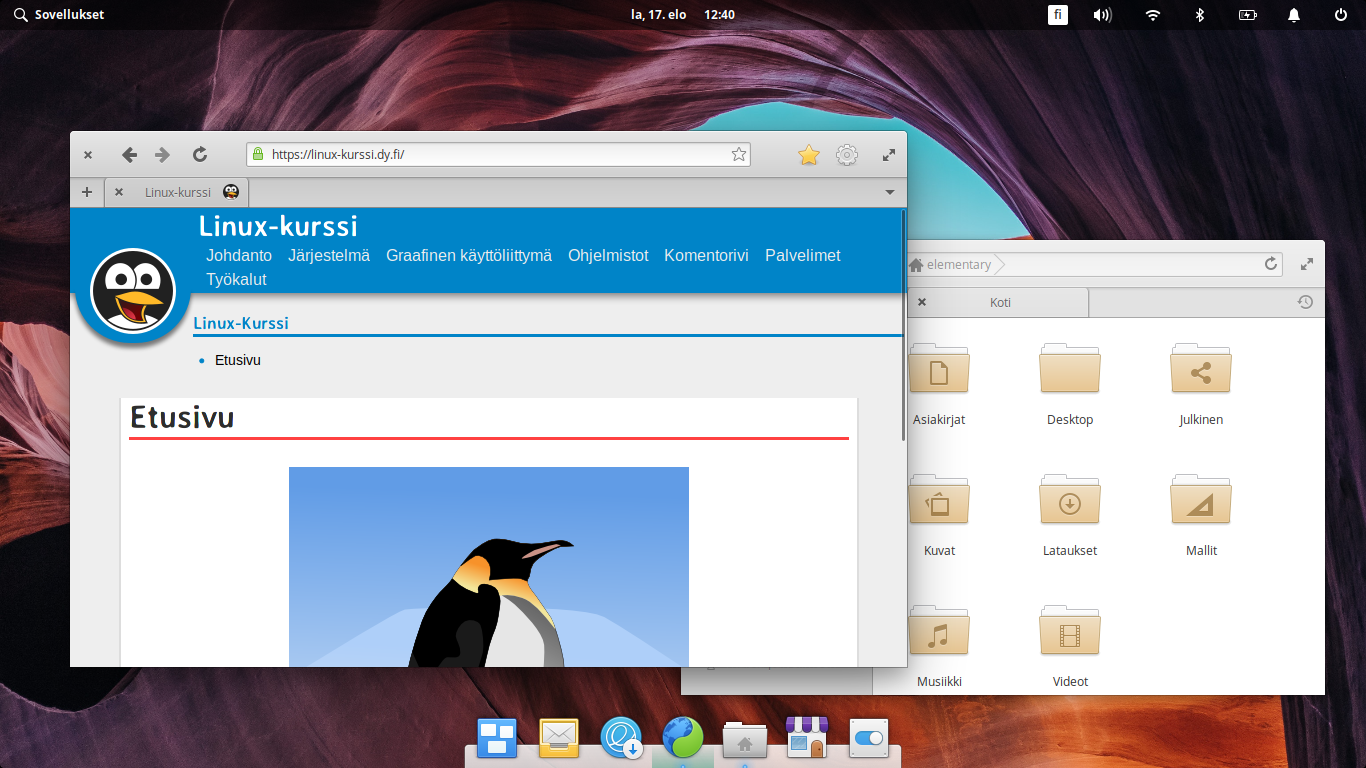 Sovellukset
la, 17. elo 12:40
fi
https://linux-kurssi.dy.fi/
Linux-kurssi
Linux-kurssi
Johdanto Järjestelmä Graafinen käyttöliittymä Ohjelmistot Komentorivi Palvelimet
Työkalut
Linux-Kurssi
Etusivu
Etusivu
elementary
Koti
Asiakirjat Desktop Julkinen
Kuvat Lataukset Mallit
Musiikki Videot